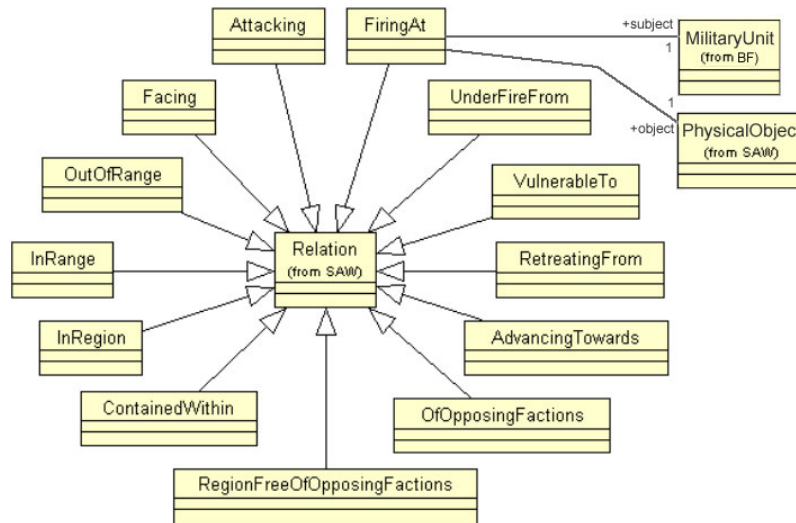 Attacking
FiringAt
+subject
1
MilitaryUnit
(from BF)
Facing
UnderFireFrom
1
+object
PhysicalObject
(from SAW)
OutOfRange
VulnerableTo
InRange
Relation
(from SAW)
RetreatingFrom
InRegion
AdvancingTowards
ContainedWithin
OfOpposingFactions
RegionFreeOfOpposingFactions